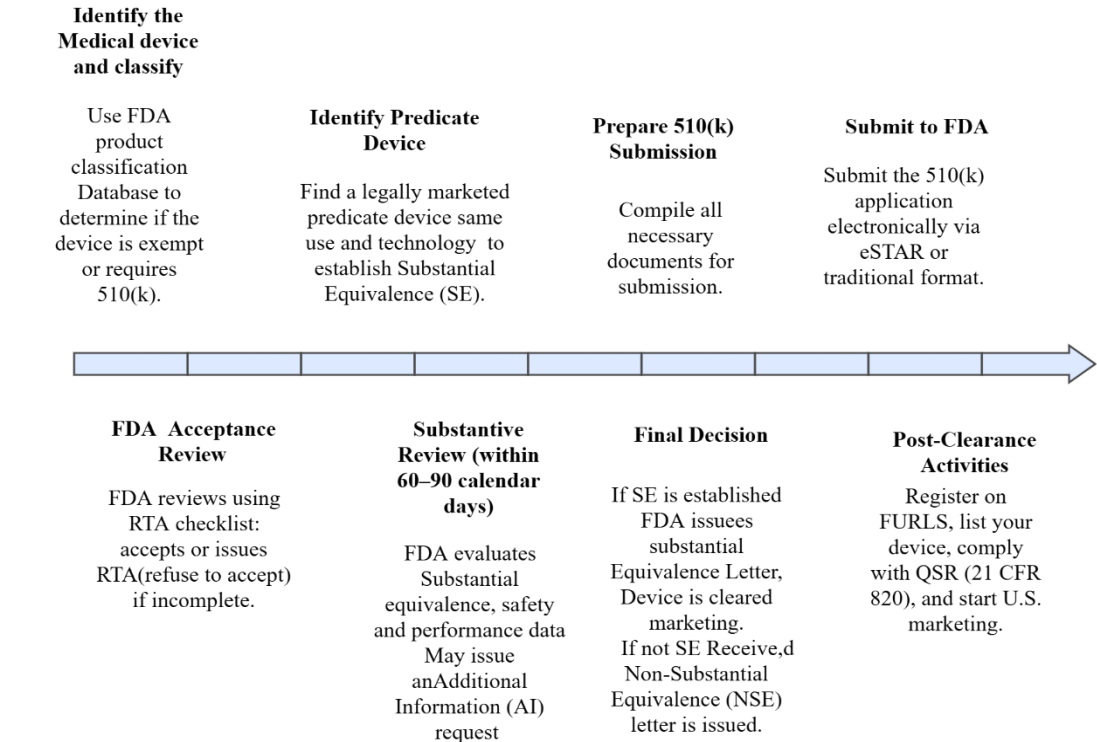 Identify the
Medical device
and classify
Use FDA
product
classification
Database to
determine if the
device is exempt
or requires
510(k).
Identify Predicate
Device
Find a legally marketed
predicate device same
use and technology to
establish Substantial
Equivalence (SE).
Prepare 510(k)
Submission
Compile all
necessary
documents for
submission.
Submit to FDA
Submit the 510(k)
application
electronically via
eSTAR or
traditional format.
FDA Acceptance
Review
FDA reviews using
RTA checklist:
accepts or issues
RTA(refuse to accept)
if incomplete.
Substantive
Review (within
60–90 calendar
days)
FDA evaluates
Substantial
equivalence, safety
and performance data
May issue
anAdditional
Information (AI)
request
Final Decision
If SE is established
FDA issuees
substantial
Equivalence Letter,
Device is cleared
marketing.
If not SE Receive,d
Non-Substantial
Equivalence (NSE)
letter is issued.
Post-Clearance
Activities
Register on
FURLS, list your
device, comply
with QSR (21 CFR
820), and start U.S.
marketing.